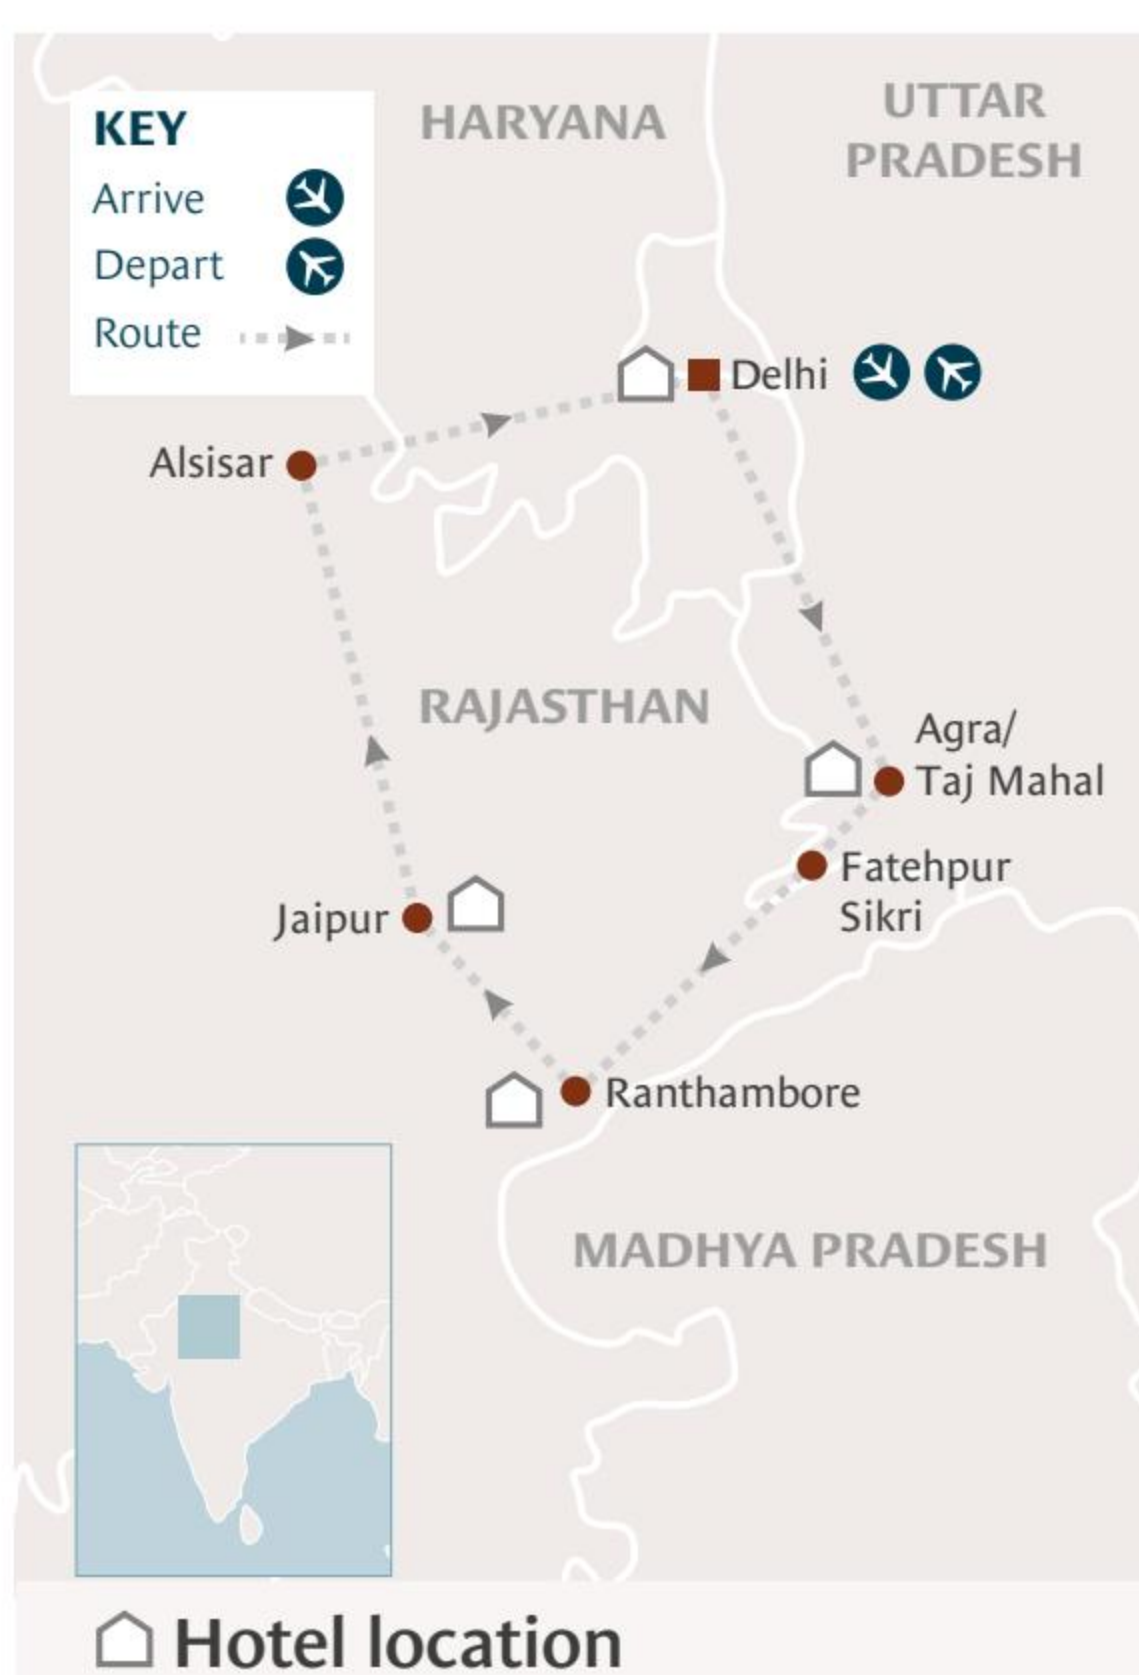 KEY
Arrive
Depart
Route
HARYANA
UTTAR
PRADESH
Delhi
Alsisar
RAJASTHAN
Agra/
Taj Mahal
Fatehpur
Sikri
Jaipur
Ranthambore
MADHYA PRADESH
Hotel location